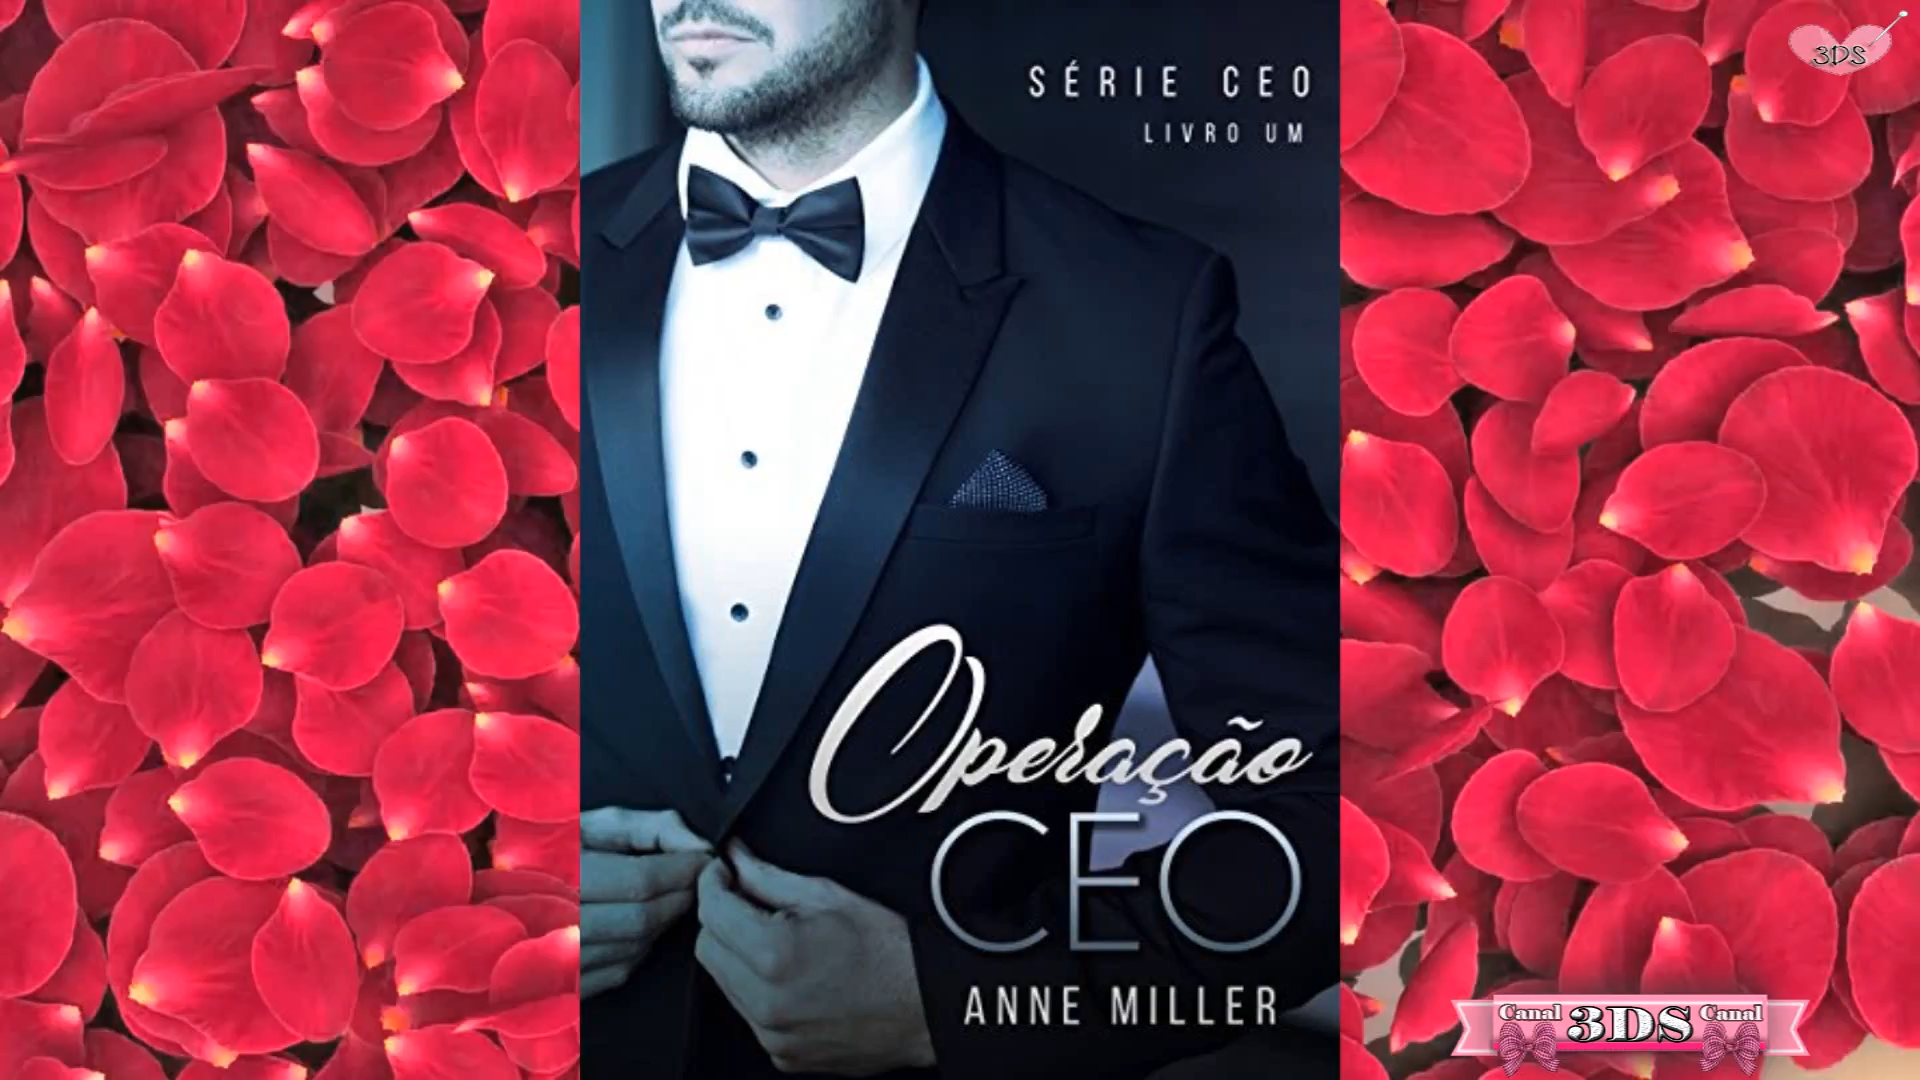 3DS
SÉRIE CEO
LIVRO UM
Operação
CEO
ANNE MILLER
Canal 3DS Canal